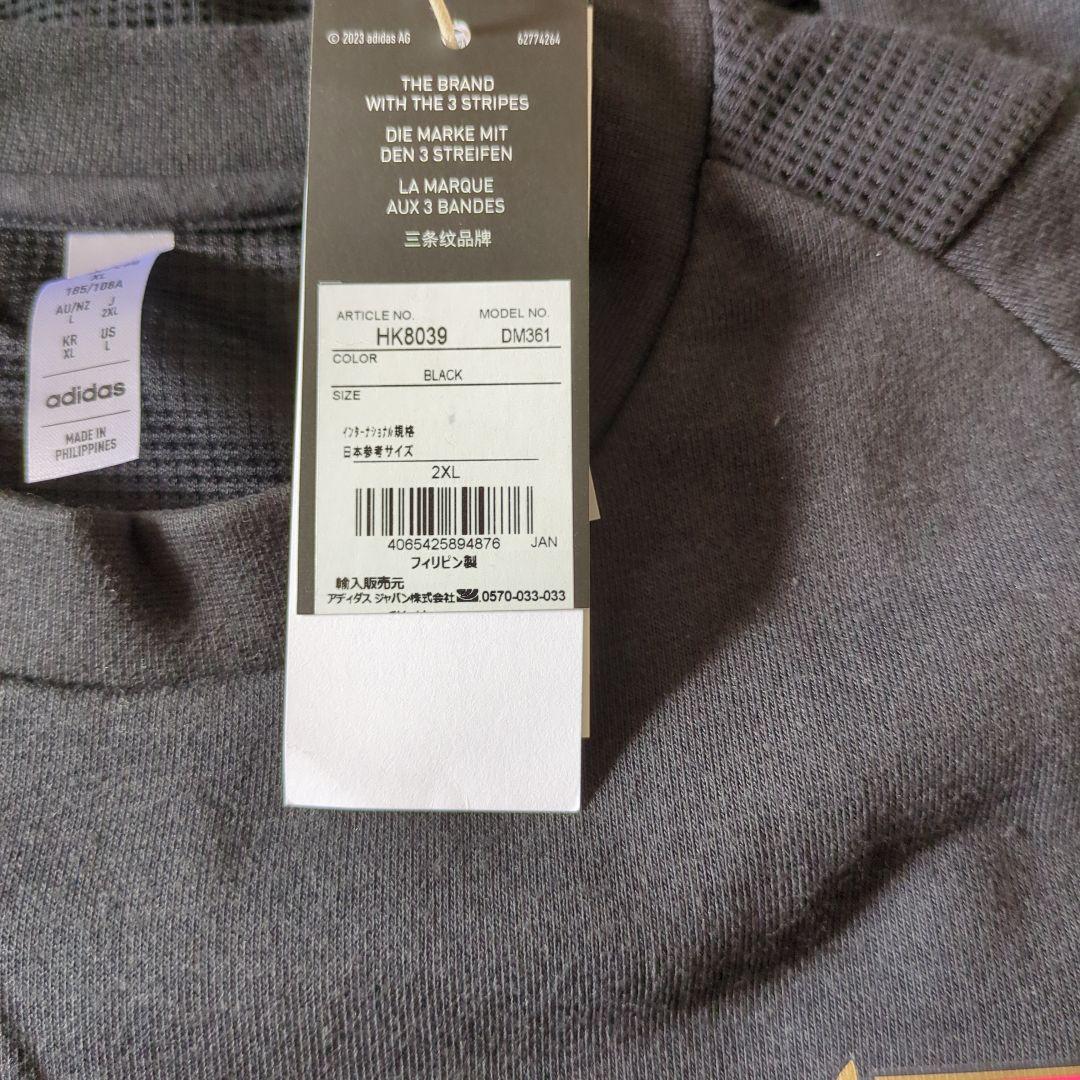 © 2023 adidas AG 62774264
THE BRAND
WITH THE 3 STRIPES
DIE MARKE MIT
DEN 3 STREIFEN
LA MARQUE
AUX 3 BANDES
三条纹品牌
ARTICLE NO. MODEL NO.
HK8039 DM361
COLOR
BLACK
SIZE
インターナショナル規格
日本参考サイズ
2XL
4065425894876 JAN
フィリピン製
輸入販売元
アディダス ジャパン株式会社 0570-033-033
XL
185/108A
AU/NZ J
L 2XL
KR US
XL L
adidas
MADE IN
PHILIPPINES